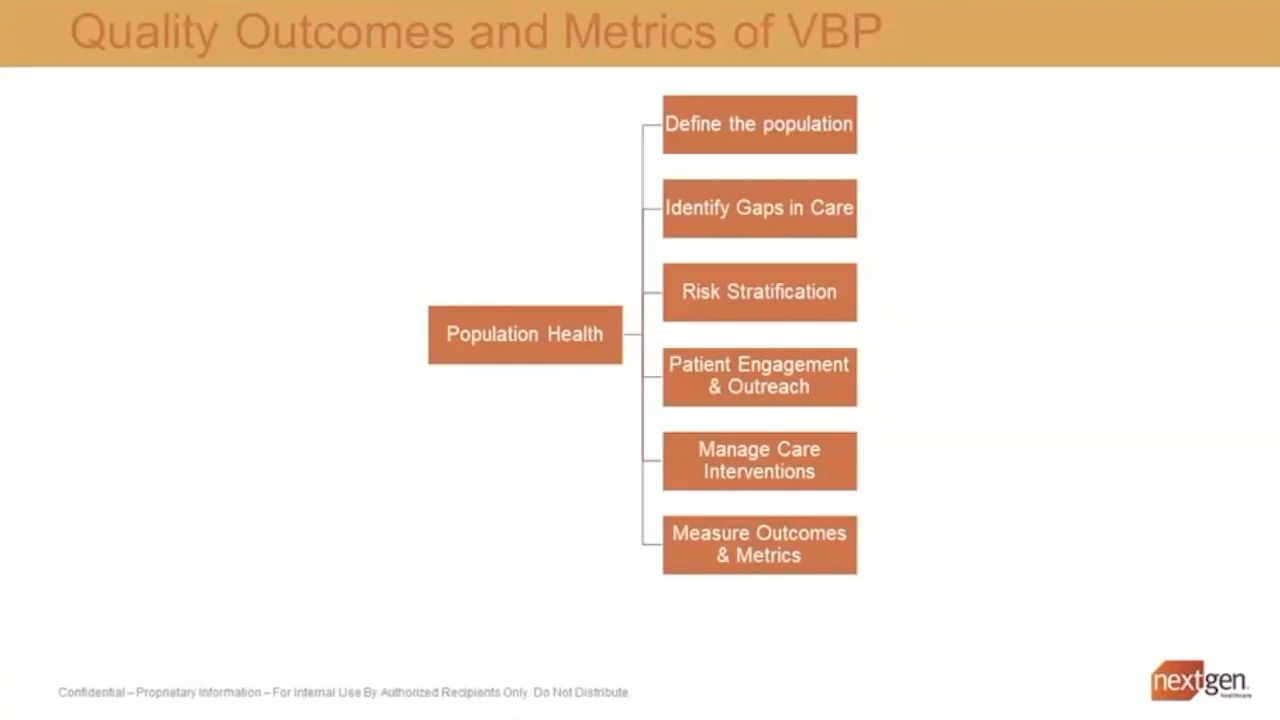 Quality Outcomes and Metrics of VBP
Define the population
Identify Gaps in Care
Risk Stratification
Population Health
Patient Engagement
& Outreach
Manage Care
Interventions
Measure Outcomes
& Metrics
Confidential – Proprietary Information – For Internal Use By Authorized Recipients Only. Do Not Distribute.
nextgen
healthcare